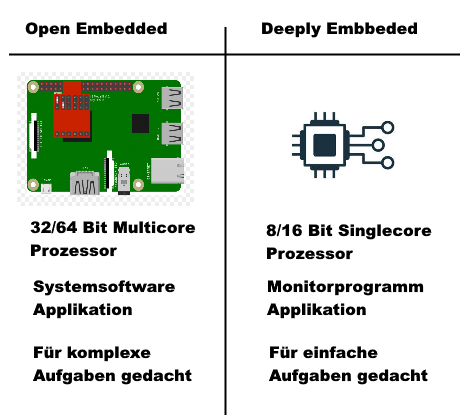 Open Embedded
Deeply Embbeded
32/64 Bit Multicore
Prozessor
8/16 Bit Singlecore
Prozessor
Systemsoftware
Applikation
Monitorprogramm
Applikation
Für komplexe
Aufgaben gedacht
Für einfache
Aufgaben gedacht